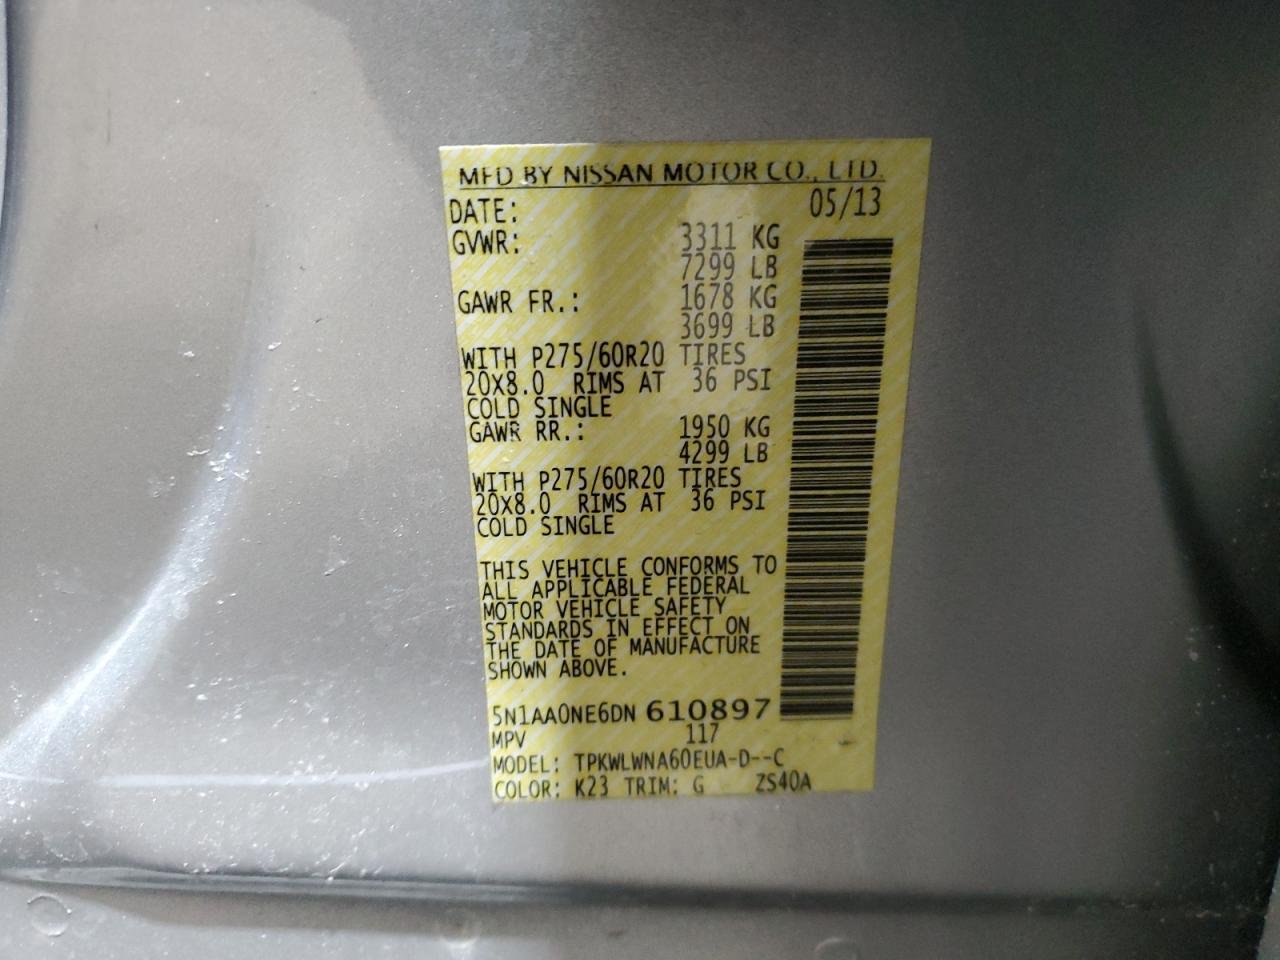 MFD BY NISSAN MOTOR CO., LTD.
DATE: 05/13
GVWR: 3311 KG
7299 LB
GAWR FR.: 1678 KG
3699 LB
WITH P275/60R20 TIRES
20X8.0 RIMS AT 36 PSI
COLD SINGLE
GAWR RR.: 1950 KG
4299 LB
WITH P275/60R20 TIRES
20X8.0 RIMS AT 36 PSI
COLD SINGLE
THIS VEHICLE CONFORMS TO
ALL APPLICABLE FEDERAL
MOTOR VEHICLE SAFETY
STANDARDS IN EFFECT ON
THE DATE OF MANUFACTURE
SHOWN ABOVE.
5N1AA0NE6DN 610897
MPV 117
MODEL: TPKWLWNA60EUA-D--C
COLOR: K23 TRIM: G ZS40A